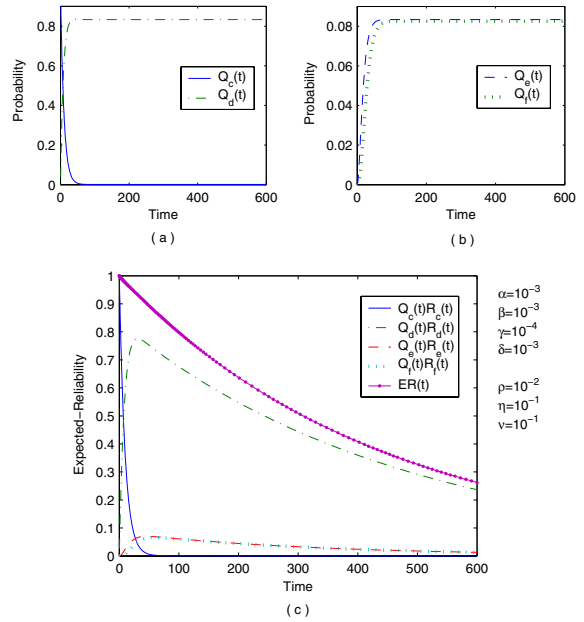 0.8
0.6
0.4
0.2
0
0 200 400 600
Probability
Time
Q_c(t)
Q_d(t)
( a )
0.08
0.06
0.04
0.02
0
0 200 400 600
Probability
Time
Q_e(t)
Q_f(t)
( b )
1
0.9
0.8
0.7
0.6
0.5
0.4
0.3
0.2
0.1
0
0 100 200 300 400 500 600
Expected-Reliability
Time
Q_c(t)R_c(t)
Q_d(t)R_d(t)
Q_e(t)R_e(t)
Q_f(t)R_f(t)
ER(t)
α=10^-3
β=10^-3
γ=10^-4
δ=10^-3
ρ=10^-2
η=10^-1
ν=10^-1
( c )